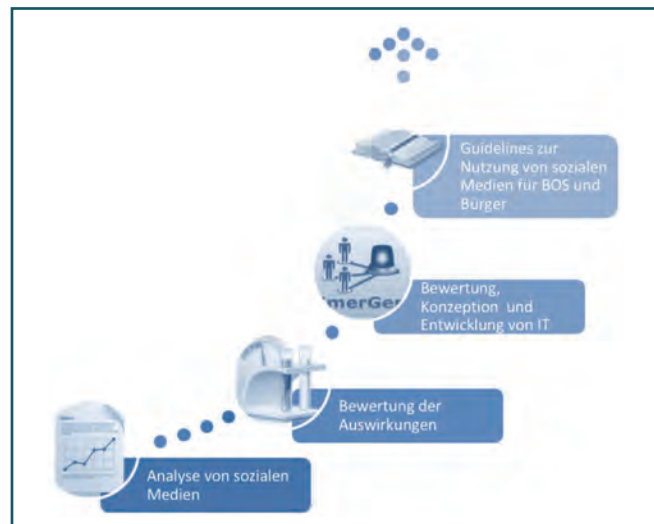 Guidelines zur
Nutzung von sozialen
Medien für BOS und
Bürger
merGen
Bewertung,
Konzeption und
Entwicklung von IT
Bewertung der
Auswirkungen
Analyse von sozialen
Medien